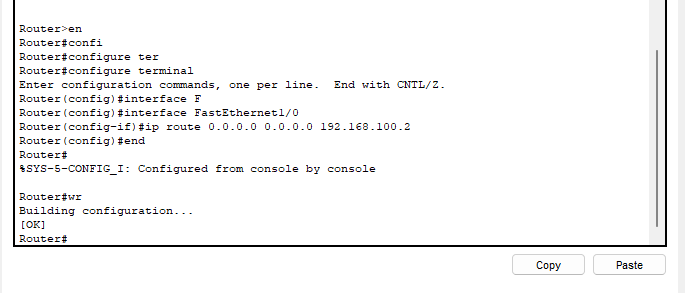 Router>en
Router#confi
Router#configure ter
Router#configure terminal
Enter configuration commands, one per line.  End with CNTL/Z.
Router(config)#interface F
Router(config)#interface FastEthernet1/0
Router(config-if)#ip route 0.0.0.0 0.0.0.0 192.168.100.2
Router(config)#end
Router#
%SYS-5-CONFIG_I: Configured from console by console
Router#wr
Building configuration...
[OK]
Router#
Copy
Paste